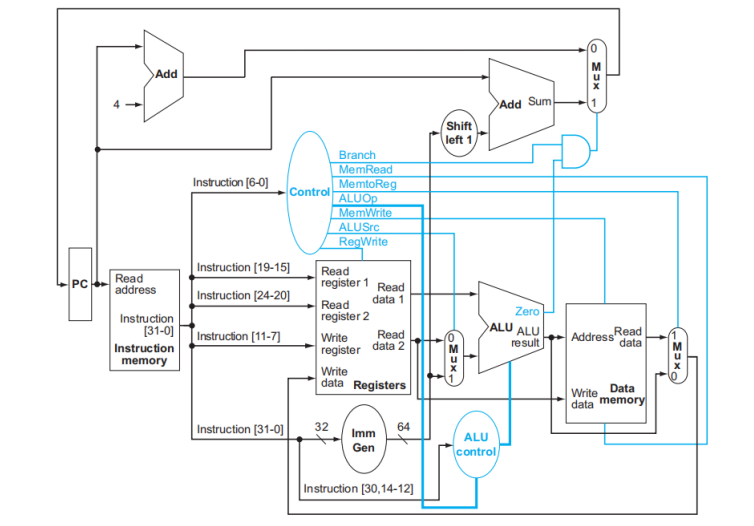 0
M
u
x
1
Add
4
Add Sum
Shift
left 1
Branch
MemRead
MemtoReg
ALUOp
MemWrite
ALUSrc
RegWrite
Control
Instruction [6-0]
Instruction [19-15]
Instruction [24-20]
Instruction [11-7]
Instruction [31-0]
Instruction [30,14-12]
PC
Read
address
Instruction
[31-0]
Instruction
memory
Read
register 1
Read
data 1
Read
register 2
Write
register
Read
data 2
Write
data
Registers
0
M
u
x
1
Zero
ALU
ALU
result
Address
Read
data
Write
data
Data
memory
1
M
u
x
0
32
Imm
Gen
64
ALU
control